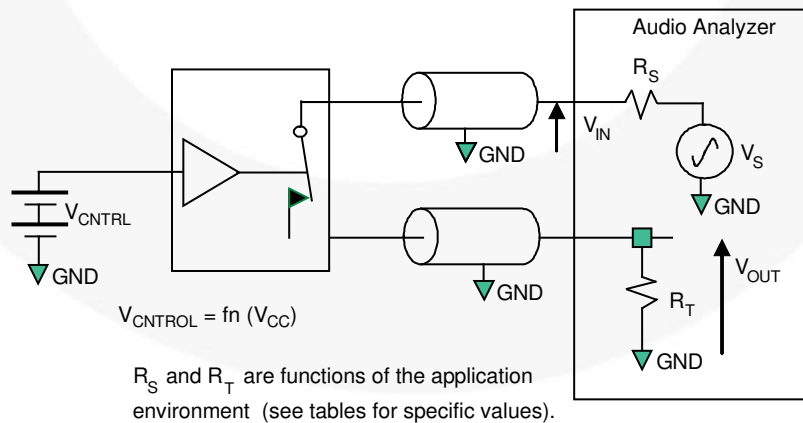 Audio Analyzer
R_S
V_IN
V_S
GND
GND
V_CNTRL
GND
GND
V_OUT
R_T
GND
V_CNTROL = fn (V_CC)
R_S and R_T are functions of the application
environment (see tables for specific values).